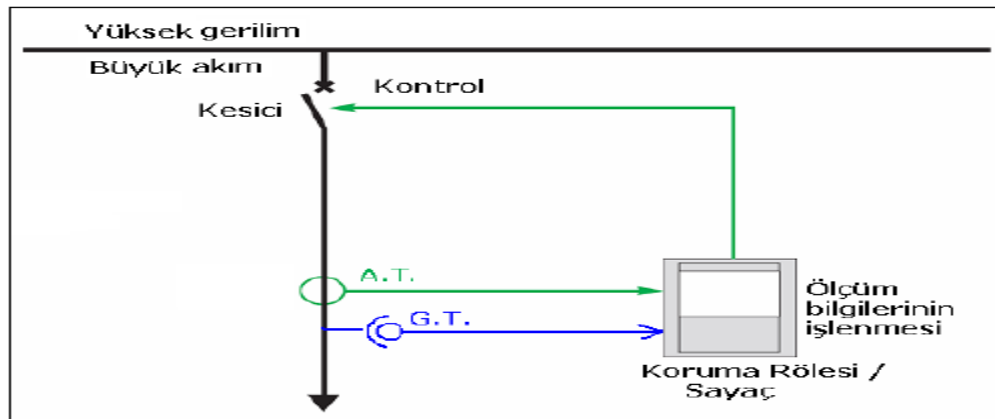 Yüksek gerilim
Büyük akım
Kontrol
Kesici
A.T.
G.T.
Ölçüm
bilgilerinin
işlenmesi
Koruma Rölesi /
Sayaç